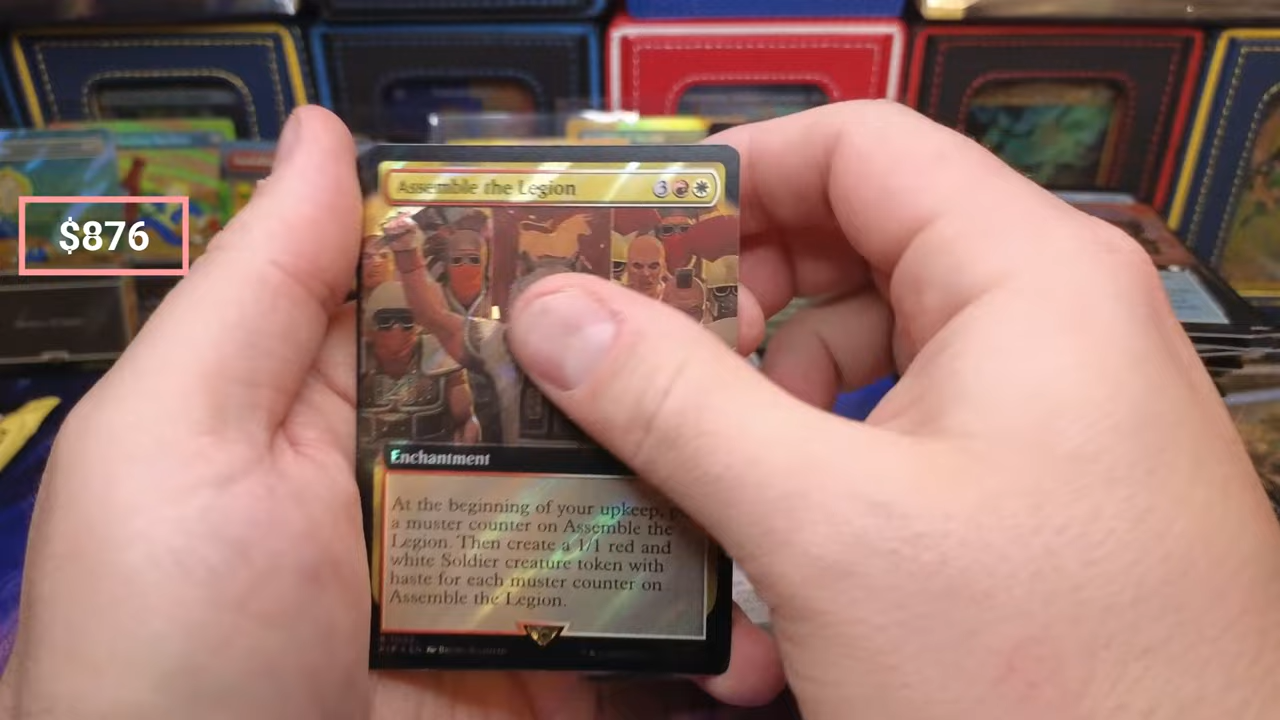 $876
Assemble the Legion
3
Enchantment
At the beginning of your upkeep,
a muster counter on Assemble the
Legion. Then create a 1/1 red and
white Soldier creature token with
haste for each muster counter on
Assemble the Legion.